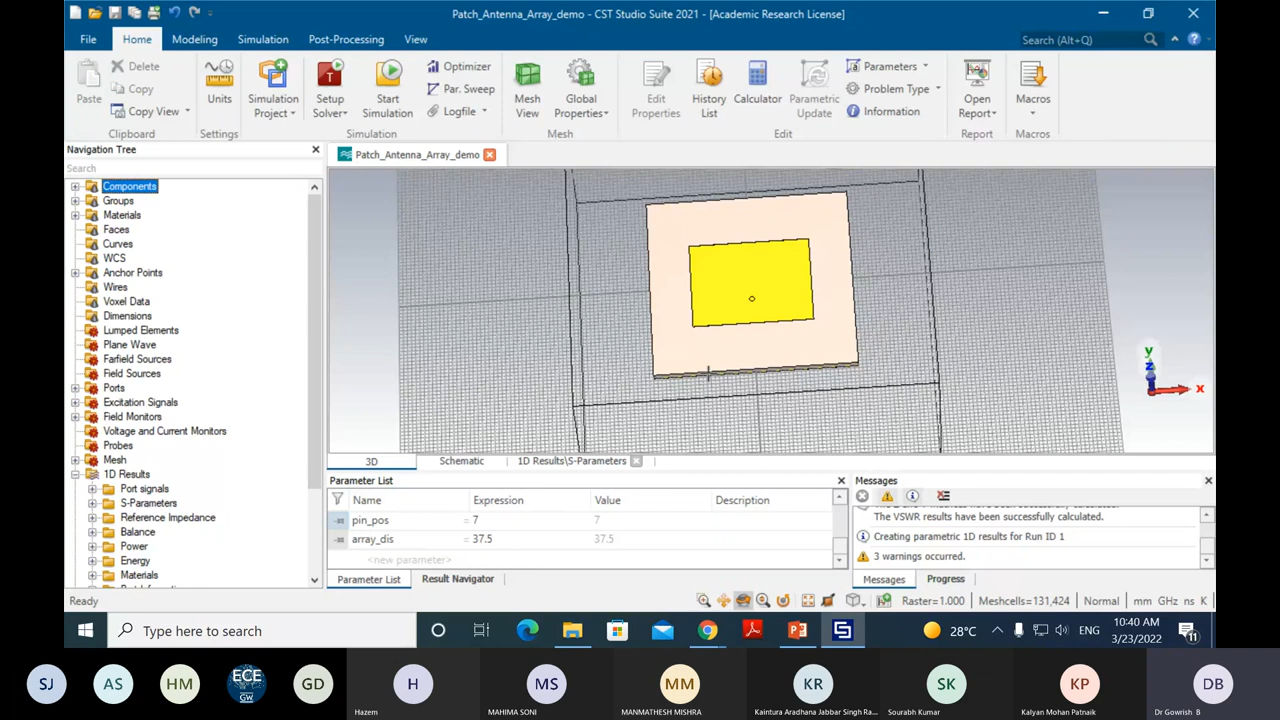 Patch_Antenna_Array_demo - CST Studio Suite 2021 - [Academic Research License]
File Home Modeling Simulation Post-Processing View Search (Alt+Q)
Paste Delete Copy Copy View Units Simulation Project Setup Solver Start Simulation Optimizer Par. Sweep Logfile Mesh View Global Properties Edit Properties History List Calculator Parametric Update Parameters Problem Type Information Open Report Macros
Clipboard Settings Simulation Mesh Edit Report Macros
Navigation Tree
Patch_Antenna_Array_demo
Search
Components
Groups
Materials
Faces
Curves
WCS
Anchor Points
Wires
Voxel Data
Dimensions
Lumped Elements
Plane Wave
Farfield Sources
Field Sources
Ports
Excitation Signals
Field Monitors
Voltage and Current Monitors
Probes
Mesh
1D Results
Port signals
S-Parameters
Reference Impedance
Balance
Power
Energy
Materials
y
z
x
3D Schematic 1D Results\S-Parameters
Parameter List
Name Expression Value Description
pin_pos = 7 7
array_dis = 37.5 37.5
<new parameter>
Parameter List Result Navigator
Messages
The VSWR results have been successfully calculated.
Creating parametric 1D results for Run ID 1
3 warnings occurred.
Messages Progress
Ready Raster=1.000 Meshcells=131,424 Normal mm GHz ns K
Type here to search 28°C ENG 10:40 AM
3/23/2022
11
SJ AS HM ECE GW GD H MS MM KR SK KP DB
Hazem MAHIMA SONI MANMATHESH MISHRA Kaintura Aradhana Jabbar Singh Ra... Sourabh Kumar Kalyan Mohan Patnaik Dr Gowrish B